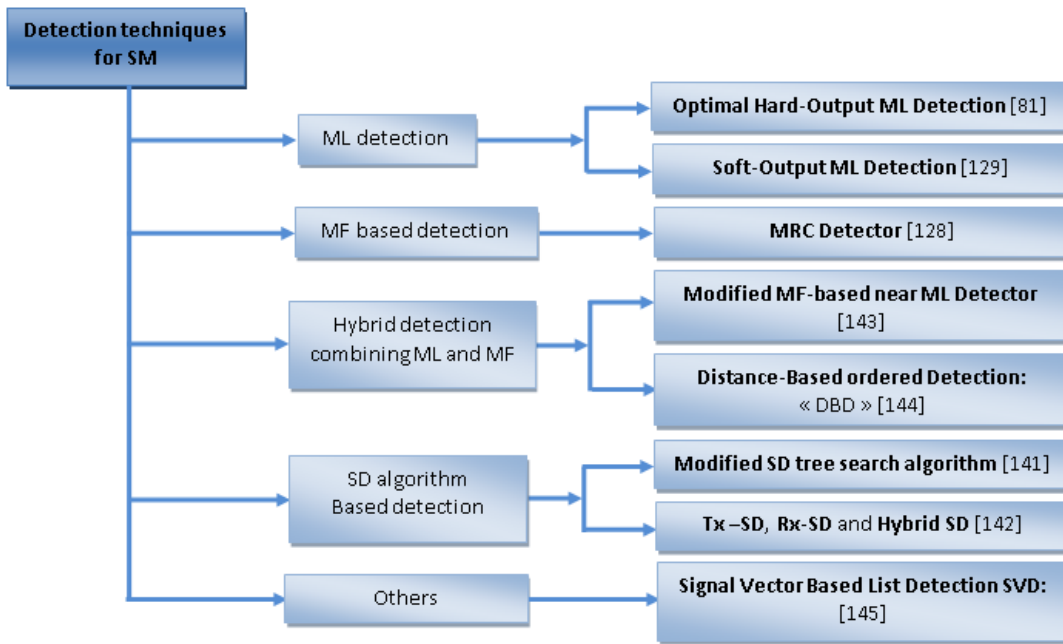 Detection techniques
for SM
ML detection
Optimal Hard-Output ML Detection [81]
Soft-Output ML Detection [129]
MF based detection
MRC Detector [128]
Hybrid detection
combining ML and MF
Modified MF-based near ML Detector
[143]
Distance-Based ordered Detection:
« DBD » [144]
SD algorithm
Based detection
Modified SD tree search algorithm [141]
Tx –SD, Rx-SD and Hybrid SD [142]
Others
Signal Vector Based List Detection SVD:
[145]